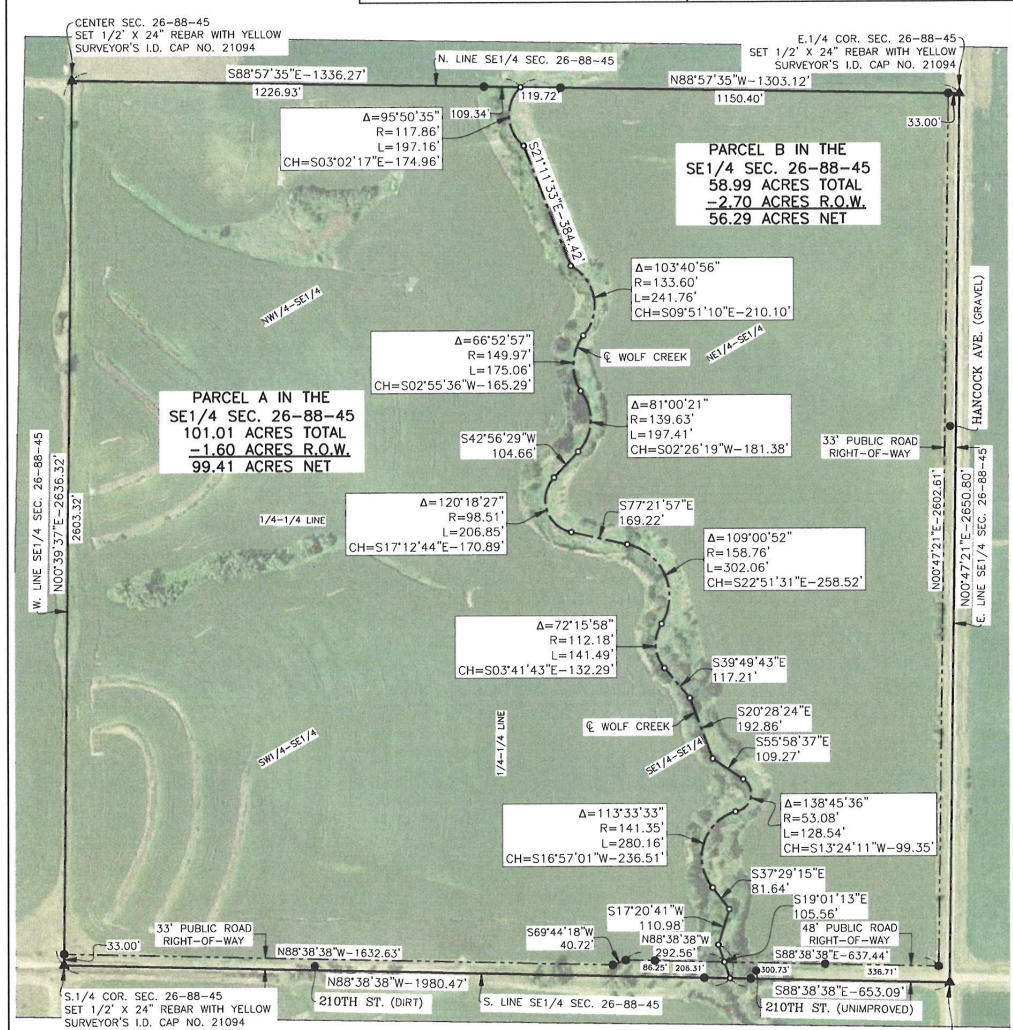 CENTER SEC. 26-88-45
SET 1/2' X 24" REBAR WITH YELLOW
SURVEYOR'S I.D. CAP NO. 21094
E.1/4 COR. SEC. 26-88-45
SET 1/2' X 24" REBAR WITH YELLOW
SURVEYOR'S I.D. CAP NO. 21094
N. LINE SE1/4 SEC. 26-88-45
S88°57'35"E-1336.27'
1226.93'
109.34'
119.72'
N88°57'35"W-1303.12'
1150.40'
33.00'
Δ=95°50'35"
R=117.86'
L=197.16'
CH=S03°02'17"E-174.96'
S21°11'33"E-384.42'
PARCEL B IN THE
SE1/4 SEC. 26-88-45
58.99 ACRES TOTAL
-2.70 ACRES R.O.W.
56.29 ACRES NET
Δ=103°40'56"
R=133.60'
L=241.76'
CH=S09°51'10"E-210.10'
NW1/4-SE1/4
NE1/4-SE1/4
℄ WOLF CREEK
Δ=66°52'57"
R=149.97'
L=175.06'
CH=S02°55'36"W-165.29'
HANCOCK AVE. (GRAVEL)
PARCEL A IN THE
SE1/4 SEC. 26-88-45
101.01 ACRES TOTAL
-1.60 ACRES R.O.W.
99.41 ACRES NET
Δ=81°00'21"
R=139.63'
L=197.41'
CH=S02°26'19"W-181.38'
S42°56'29"W
104.66'
33' PUBLIC ROAD
RIGHT-OF-WAY
W. LINE SE1/4 SEC. 26-88-45
N00°39'37"E-2636.32'
2603.32'
Δ=120°18'27"
R=98.51'
L=206.85'
CH=S17°12'44"E-170.89'
1/4-1/4 LINE
S77°21'57"E
169.22'
Δ=109°00'52"
R=158.76'
L=302.06'
CH=S22°51'31"E-258.52'
N00°47'21"E-2602.61'
N00°47'21"E-2650.80'
E. LINE SE1/4 SEC. 26-88-45
Δ=72°15'58"
R=112.18'
L=141.49'
CH=S03°41'43"E-132.29'
S39°49'43"E
117.21'
℄ WOLF CREEK
S20°28'24"E
192.86'
1/4-1/4 LINE
SW1/4-SE1/4
SE1/4-SE1/4
S55°58'37"E
109.27'
Δ=113°33'33"
R=141.35'
L=280.16'
CH=S16°57'01"W-236.51'
Δ=138°45'36"
R=53.08'
L=128.54'
CH=S13°24'11"W-99.35'
S37°29'15"E
81.64'
S19°01'13"E
105.56'
S17°20'41"W
110.98'
S69°44'18"W
40.72'
N88°38'38"W
292.56'
86.25'
206.31'
33' PUBLIC ROAD
RIGHT-OF-WAY
33.00'
N88°38'38"W-1632.63'
48' PUBLIC ROAD
RIGHT-OF-WAY
S88°38'38"E-637.44'
300.73'
336.71'
N88°38'38"W-1980.47'
S88°38'38"E-653.09'
S.1/4 COR. SEC. 26-88-45
SET 1/2' X 24" REBAR WITH YELLOW
SURVEYOR'S I.D. CAP NO. 21094
210TH ST. (DIRT)
S. LINE SE1/4 SEC. 26-88-45
210TH ST. (UNIMPROVED)